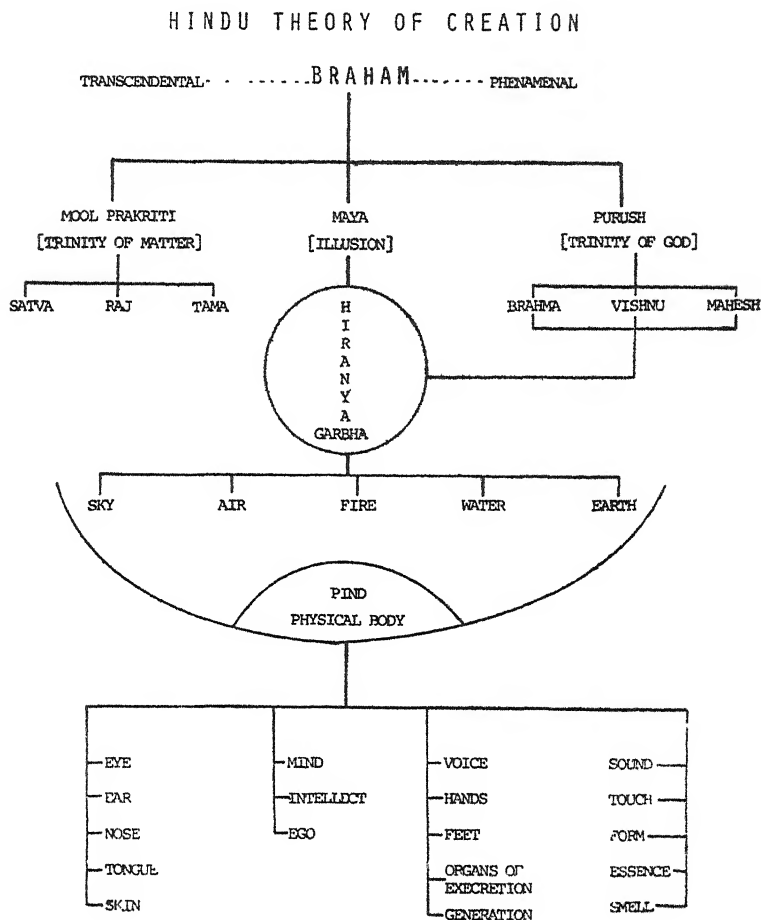 HINDU THEORY OF CREATION
TRANSCENDENTAL- - ......BRAHAM------- PHENAMENAL
MOOL PRAKRITI
[TRINITY OF MATTER]
MAYA
[ILLUSION]
PURUSH
[TRINITY OF GOD]
SATVA RAJ TAMA
BRAHMA VISHNU MAHESH
H
I
R
A
N
Y
A
GARBHA
SKY AIR FIRE WATER EARTH
PIND
PHYSICAL BODY
EYE
EAR
NOSE
TONGUE
SKIN
MIND
INTELLECT
EGO
VOICE
HANDS
FEET
ORGANS OF
EXECRETION
GENERATION
SOUND
TOUCH
FORM
ESSENCE
SMELL